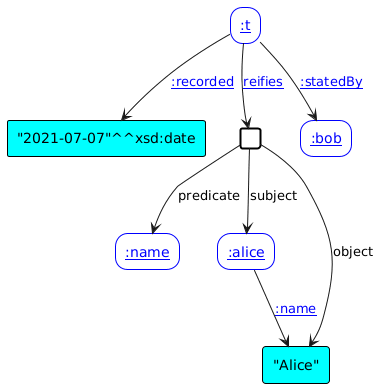 :t
:recorded
reifies
:statedBy
"2021-07-07"^^xsd:date
:bob
predicate
subject
object
:name
:alice
:name
"Alice"